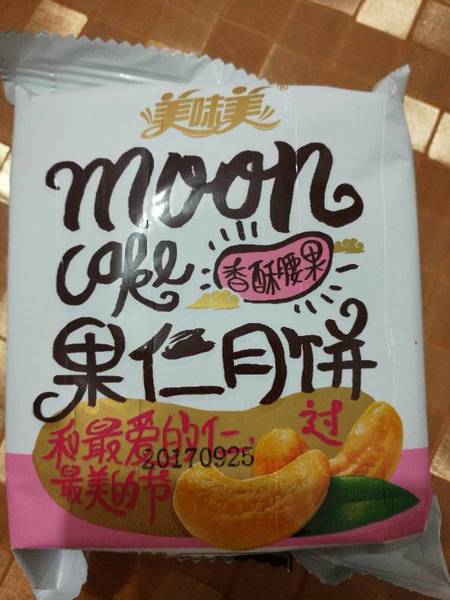 美味美®
moon
cake
香酥腰果
果仁月饼
和最爱的仁.过
最美的节
20170925